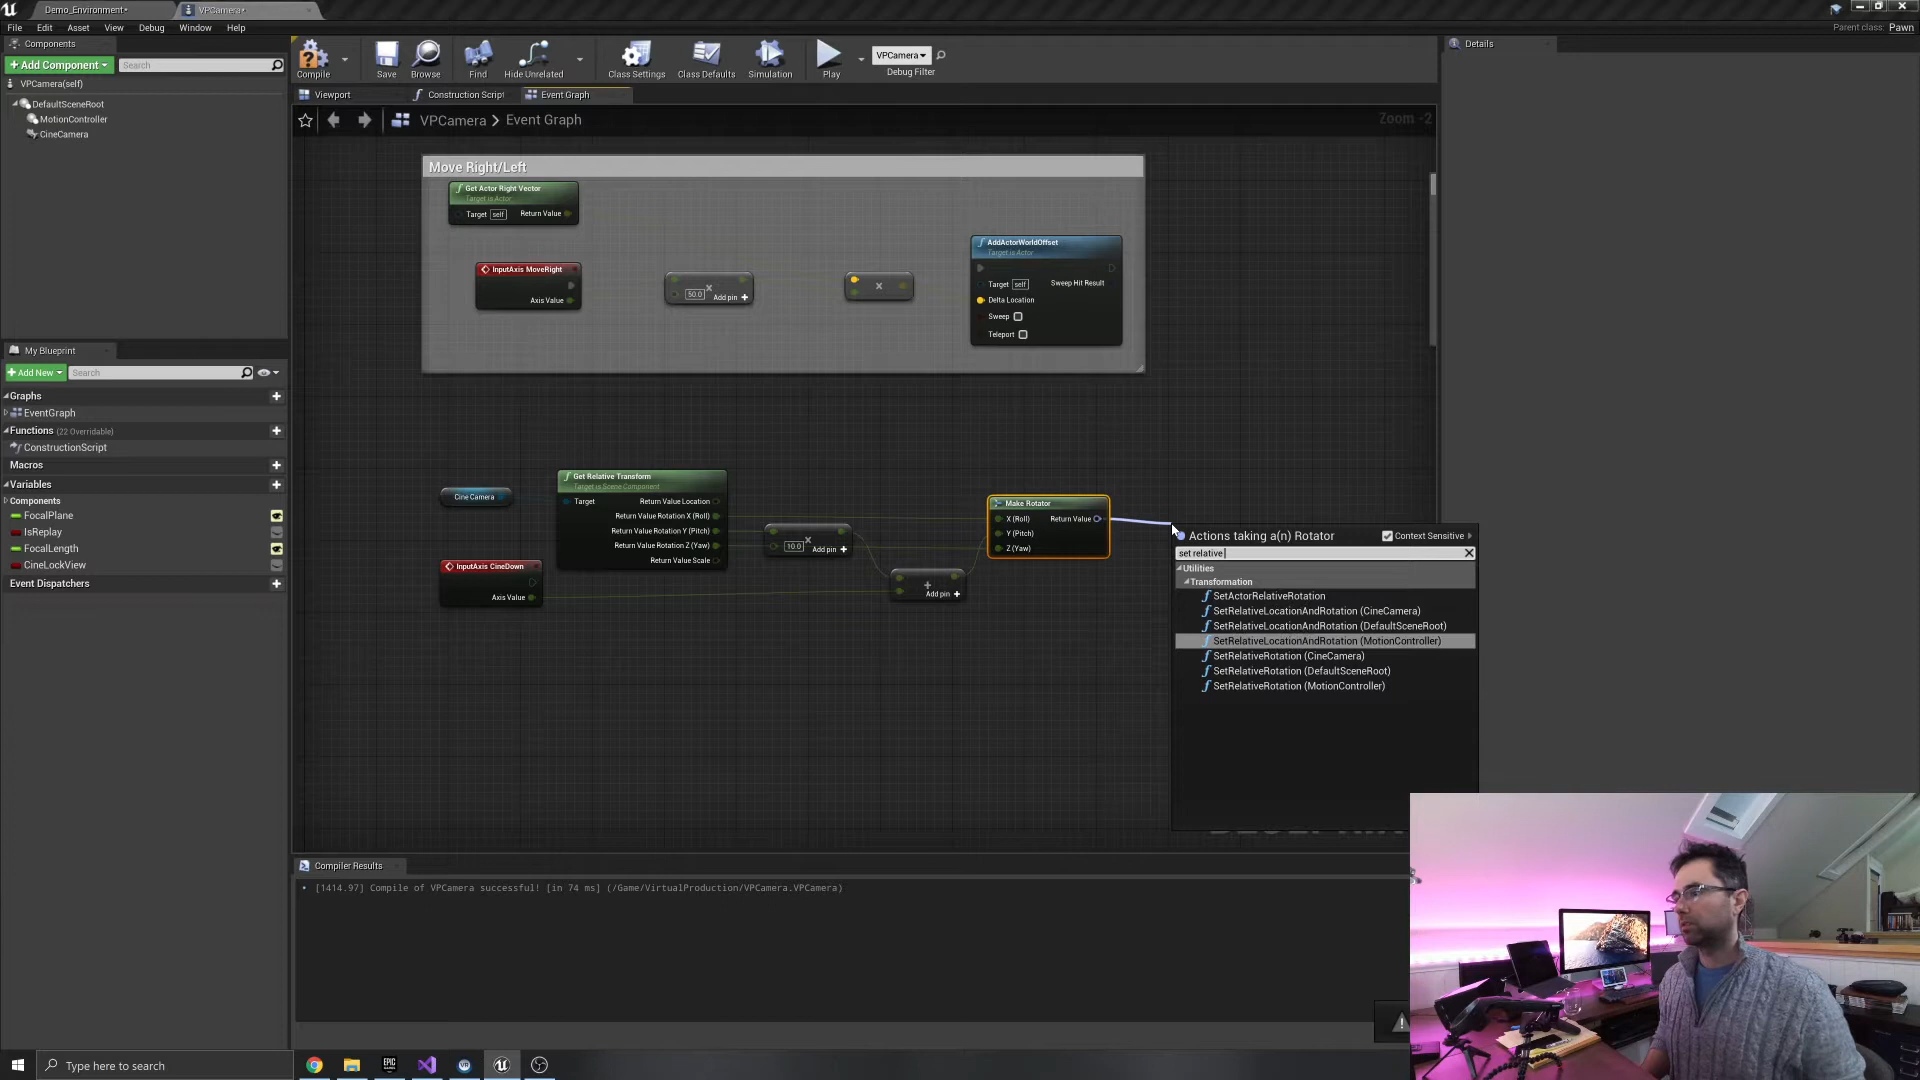 Demo_Environment*
VPCamera*
File Edit Asset View Debug Window Help
Parent class: Pawn
Components
+ Add Component
Search
VPCamera(self)
DefaultSceneRoot
MotionController
CineCamera
Compile
Save
Browse
Find
Hide Unrelated
Class Settings
Class Defaults
Simulation
Play
VPCamera
Debug Filter
Details
Viewport
Construction Script
Event Graph
VPCamera > Event Graph
Zoom -2
Move Right/Left
Get Actor Right Vector
Target is Actor
Target self
Return Value
InputAxis MoveRight
Axis Value
50.0
Add pin +
AddActorWorldOffset
Target is Actor
Target self
Sweep Hit Result
Delta Location
Sweep
Teleport
My Blueprint
+ Add New
Search
Graphs
EventGraph
Functions (22 Overridable)
ConstructionScript
Macros
Variables
Components
FocalPlane
IsReplay
FocalLength
CineLockView
Event Dispatchers
Cine Camera
Get Relative Transform
Target is Scene Component
Target
Return Value Location
Return Value Rotation X (Roll)
Return Value Rotation Y (Pitch)
Return Value Rotation Z (Yaw)
Return Value Scale
InputAxis CineDown
Axis Value
10.0
Add pin +
Add pin +
Make Rotator
X (Roll)
Return Value
Y (Pitch)
Z (Yaw)
Actions taking a(n) Rotator
Context Sensitive
set relative
Utilities
Transformation
SetActorRelativeRotation
SetRelativeLocationAndRotation (CineCamera)
SetRelativeLocationAndRotation (DefaultSceneRoot)
SetRelativeLocationAndRotation (MotionController)
SetRelativeRotation (CineCamera)
SetRelativeRotation (DefaultSceneRoot)
SetRelativeRotation (MotionController)
Compiler Results
[1414.97] Compile of VPCamera successful! [in 74 ms] (/Game/VirtualProduction/VPCamera.VPCamera)
Type here to search